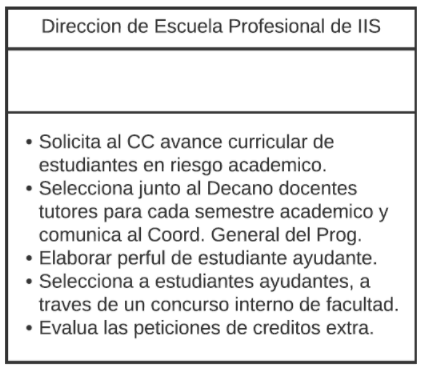 Direccion de Escuela Profesional de IIS
• Solicita al CC avance curricular de
estudiantes en riesgo academico.
• Selecciona junto al Decano docentes
tutores para cada semestre academico y
comunica al Coord. General del Prog.
• Elaborar perful de estudiante ayudante.
• Selecciona a estudiantes ayudantes, a
traves de un concurso interno de facultad.
• Evalua las peticiones de creditos extra.